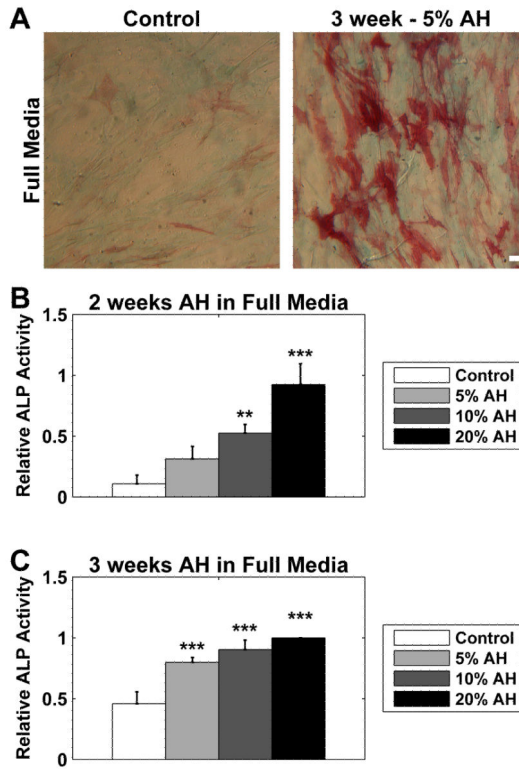 A
Control
3 week - 5% AH
Full Media
B
2 weeks AH in Full Media
Relative ALP Activity
1.5
1
0.5
0
**
***
Control
5% AH
10% AH
20% AH
C
3 weeks AH in Full Media
Relative ALP Activity
1.5
1
0.5
0
***
***
***
Control
5% AH
10% AH
20% AH